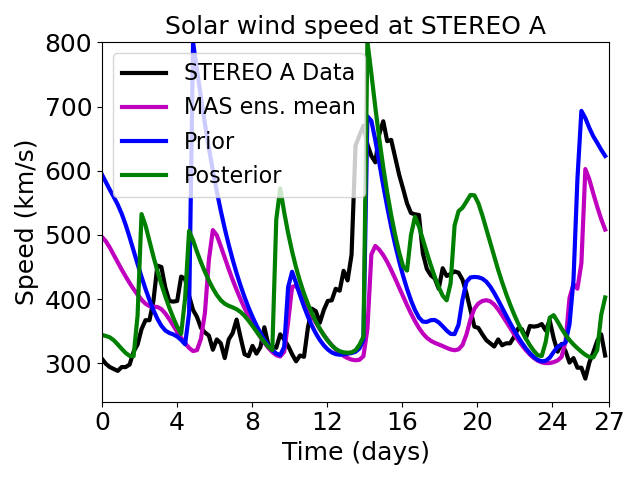 Solar wind speed at STEREO A
800
700
600
500
400
300
Speed (km/s)
STEREO A Data
MAS ens. mean
Prior
Posterior
0 4 8 12 16 20 24 27
Time (days)